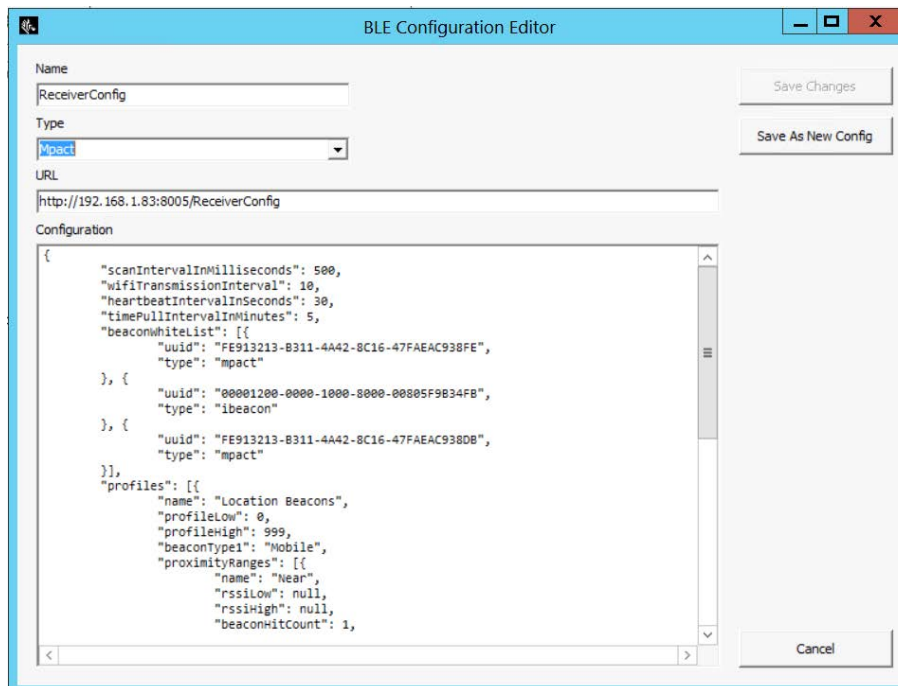 BLE Configuration Editor
Name
ReceiverConfig
Save Changes
Type
Mpact
Save As New Config
URL
http://192.168.1.83:8005/ReceiverConfig
Configuration
{
"scanIntervalInMilliseconds": 500,
"wifiTransmissionInterval": 10,
"heartbeatIntervalInSeconds": 30,
"timePullIntervalInMinutes": 5,
"beaconWhiteList": [{
"uuid": "FE913213-B311-4A42-8C16-47FAEAC938FE",
"type": "mpact"
}, {
"uuid": "00001200-0000-1000-8000-00805F9B34FB",
"type": "ibeacon"
}, {
"uuid": "FE913213-B311-4A42-8C16-47FAEAC938DB",
"type": "mpact"
}],
"profiles": [{
"name": "Location Beacons",
"profileLow": 0,
"profileHigh": 999,
"beaconType1": "Mobile",
"proximityRanges": [{
"name": "Near",
"rssiLow": null,
"rssiHigh": null,
"beaconHitCount": 1,
Cancel